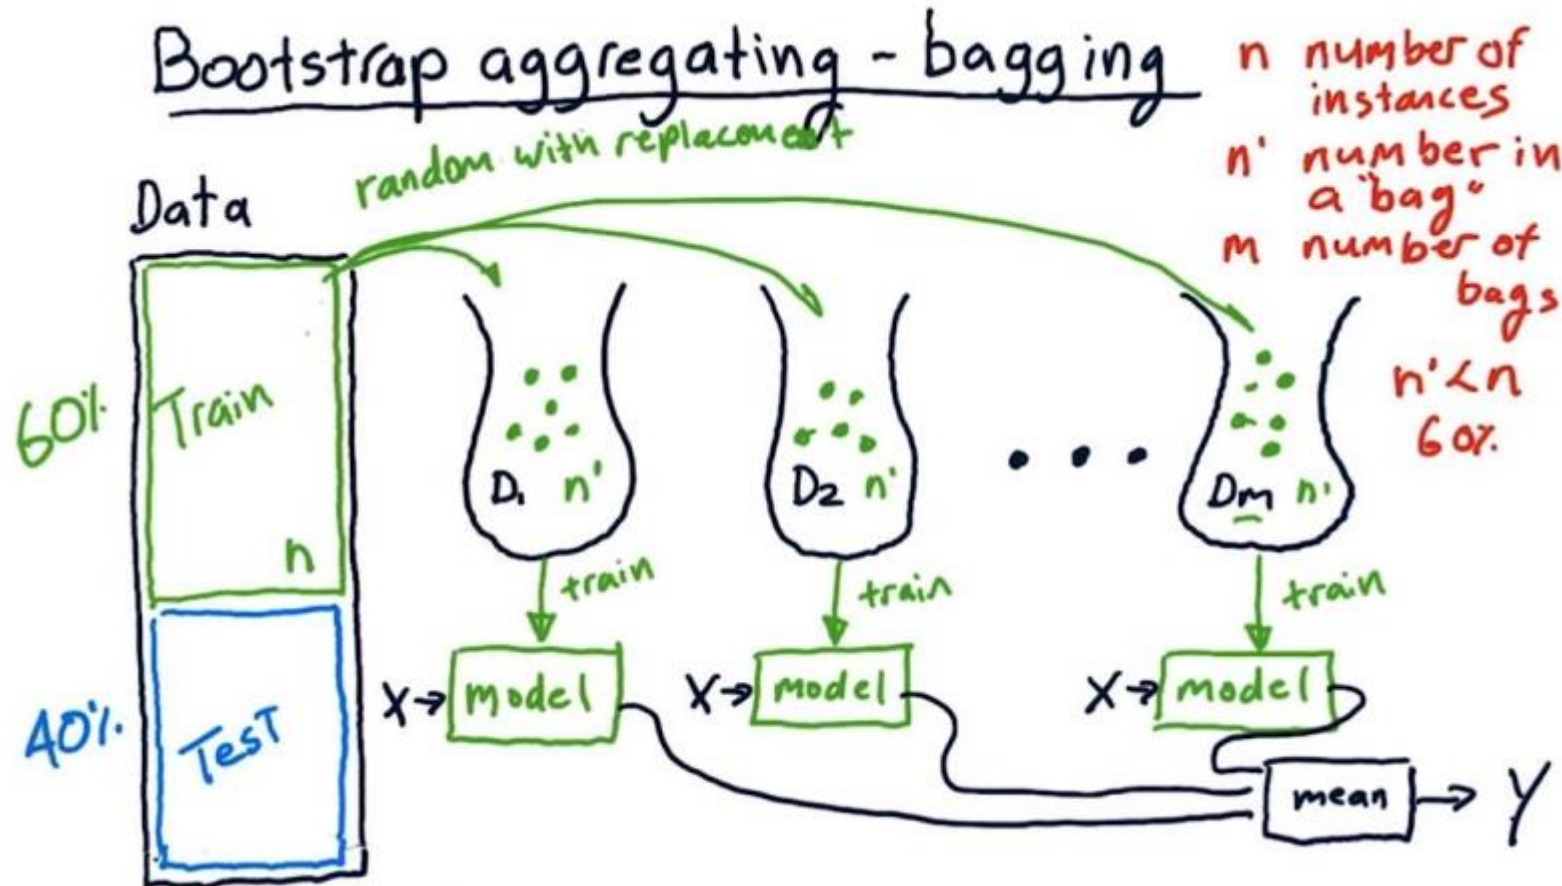 Bootstrap aggregating - bagging
n number of
instances
n' number in
a "bag"
m number of
bags
n' < n
60%
random with replacement
Data
60%
Train
n
40%
Test
D1 n'
D2 n'
Dm n'
train
train
train
X → model
X → model
X → model
mean → Y